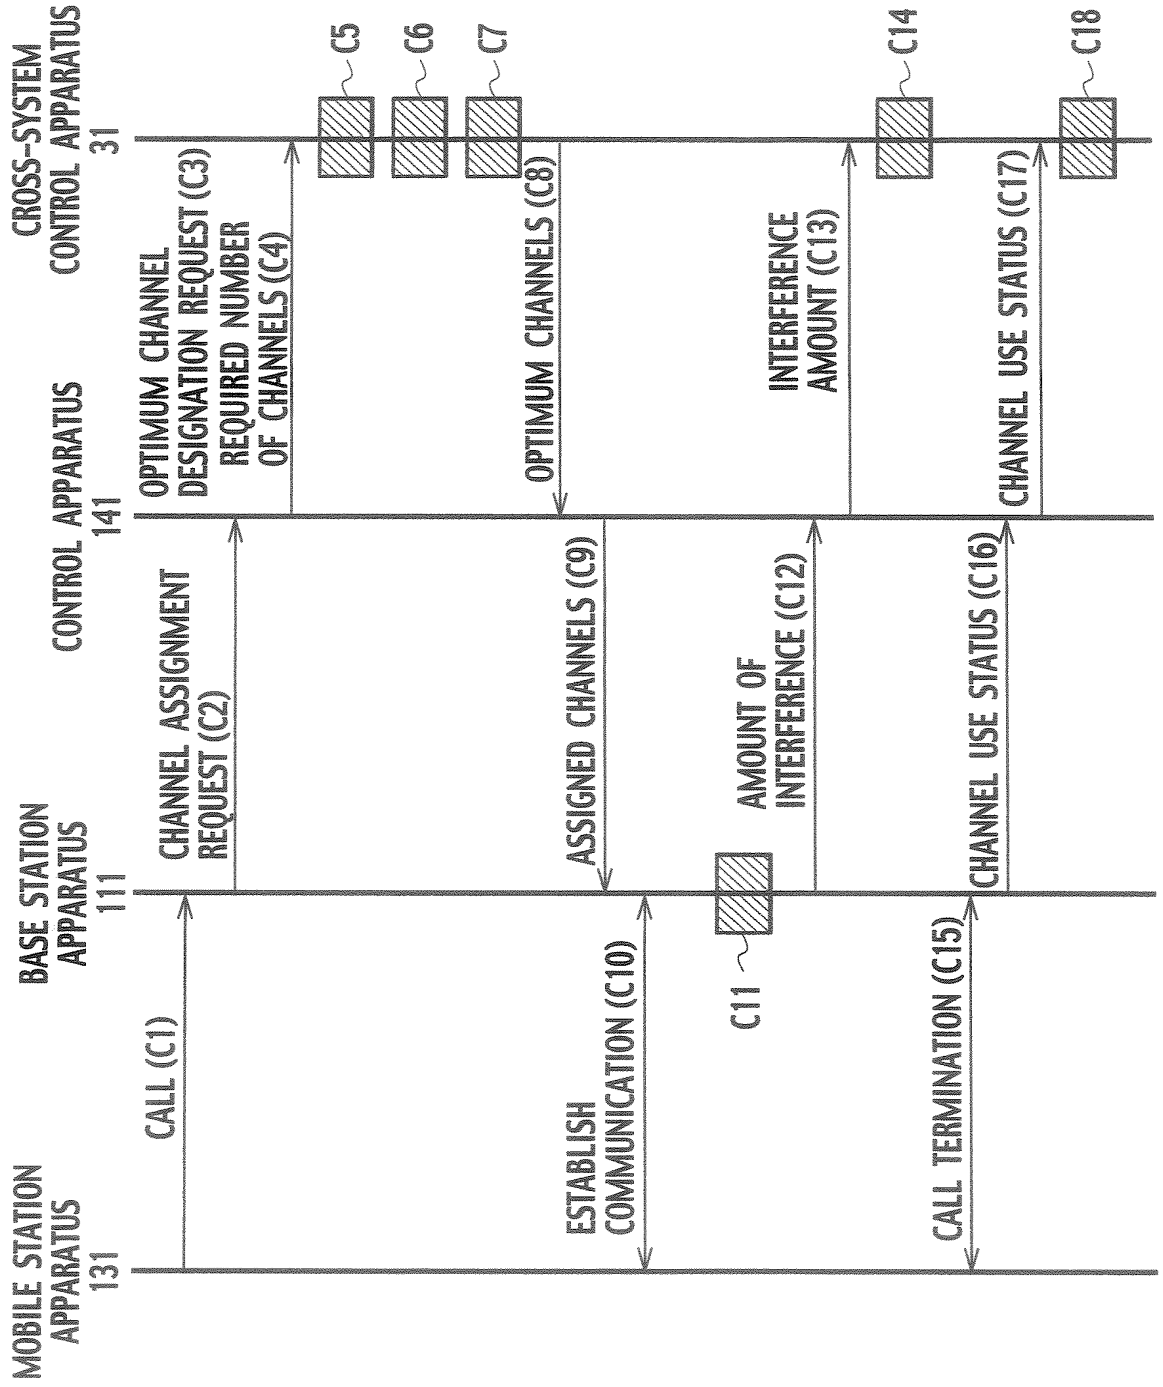 MOBILE STATION
APPARATUS
131
BASE STATION
APPARATUS
111
CONTROL APPARATUS
141
CROSS-SYSTEM
CONTROL APPARATUS
31
CALL (C1)
CHANNEL ASSIGNMENT
REQUEST (C2)
OPTIMUM CHANNEL
DESIGNATION REQUEST (C3)
REQUIRED NUMBER
OF CHANNELS (C4)
C5
C6
C7
OPTIMUM CHANNELS (C8)
ASSIGNED CHANNELS (C9)
ESTABLISH
COMMUNICATION (C10)
C11
AMOUNT OF
INTERFERENCE (C12)
INTERFERENCE
AMOUNT (C13)
C14
CALL TERMINATION (C15)
CHANNEL USE STATUS (C16)
CHANNEL USE STATUS (C17)
C18